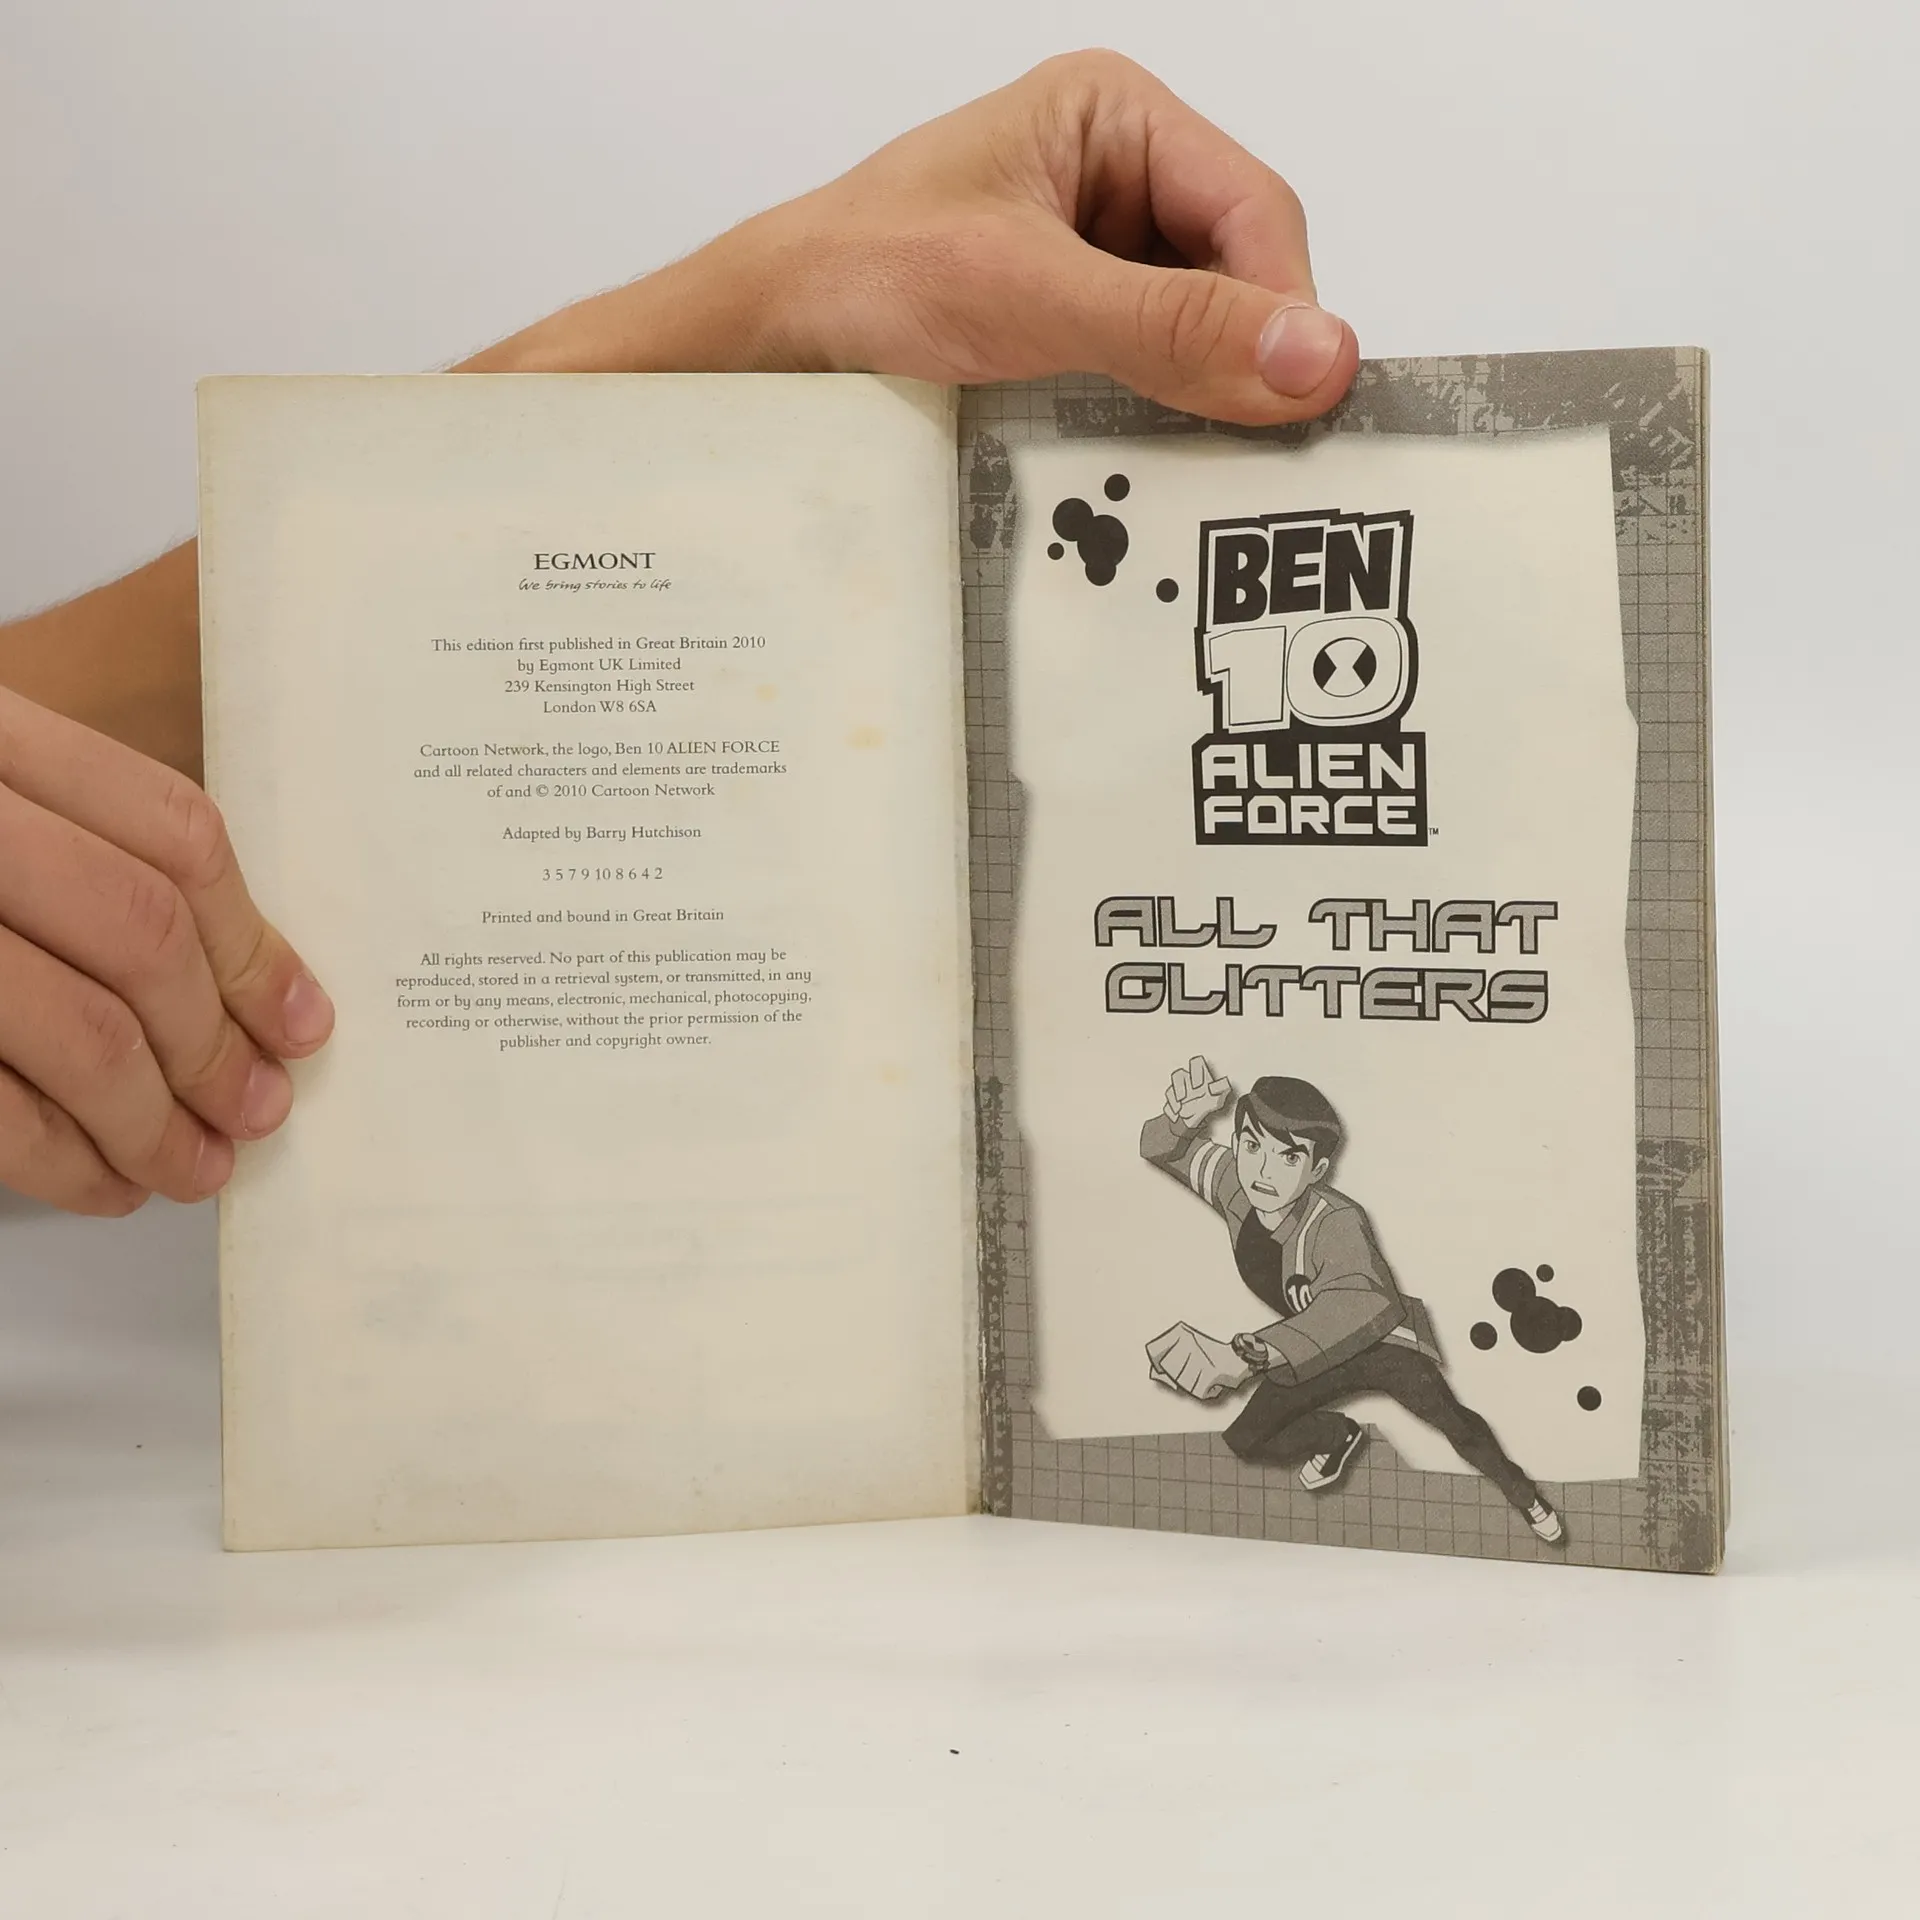 EGMONT
We bring stories to life
This edition first published in Great Britain 2010
by Egmont UK Limited
239 Kensington High Street
London W8 6SA
Cartoon Network, the logo, Ben 10 ALIEN FORCE
and all related characters and elements are trademarks
of and © 2010 Cartoon Network
Adapted by Barry Hutchison
3 5 7 9 10 8 6 4 2
Printed and bound in Great Britain
All rights reserved. No part of this publication may be
reproduced, stored in a retrieval system, or transmitted, in any
form or by any means, electronic, mechanical, photocopying,
recording or otherwise, without the prior permission of the
publisher and copyright owner.
BEN
10
ALIEN
FORCE™
ALL THAT
GLITTERS
10